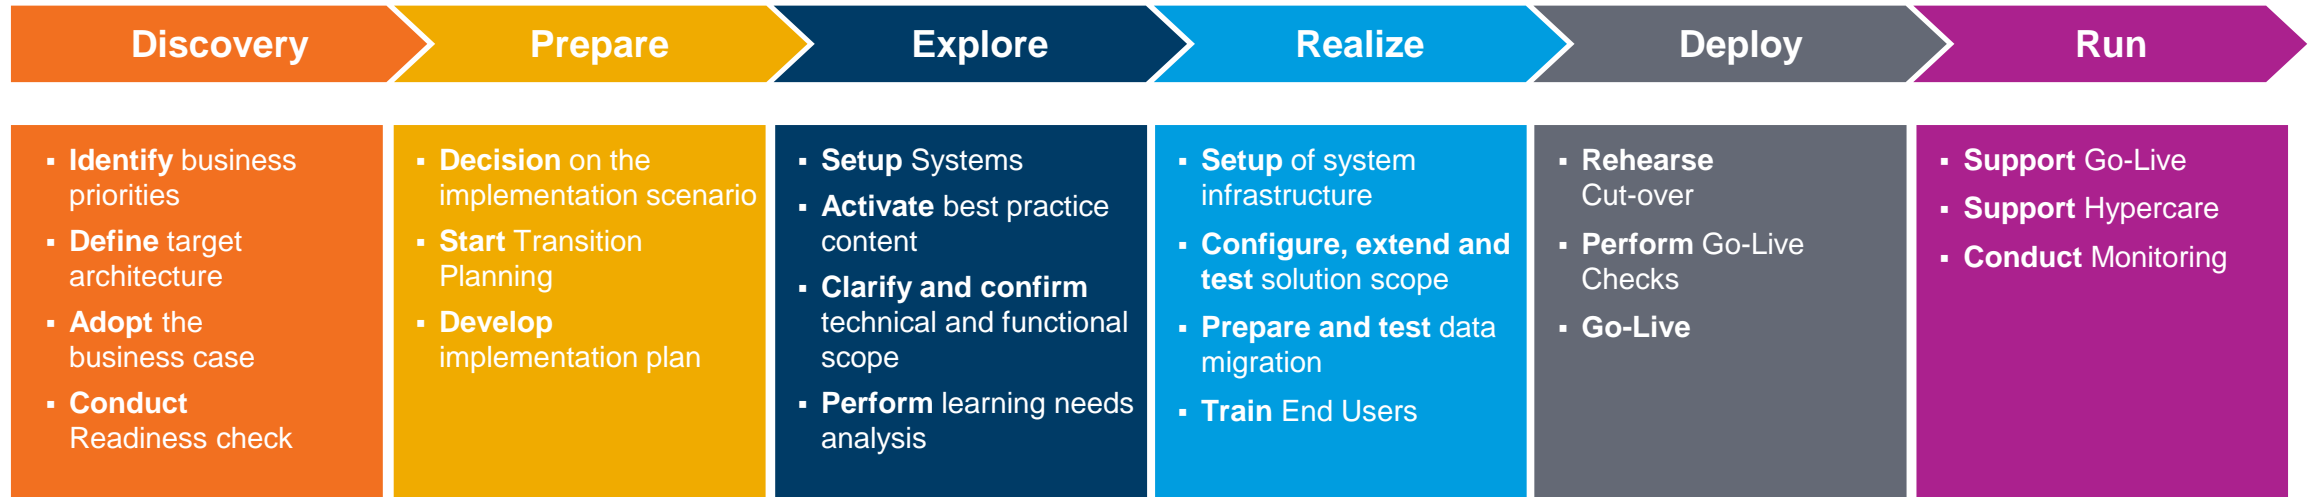 Discovery
Prepare
Explore
Realize
Deploy
Run
▪ Identify business
priorities
▪ Define target
architecture
▪ Adopt the
business case
▪ Conduct
Readiness check
▪ Decision on the
implementation scenario
▪ Start Transition
Planning
▪ Develop
implementation plan
▪ Setup Systems
▪ Activate best practice
content
▪ Clarify and confirm
technical and functional
scope
▪ Perform learning needs
analysis
▪ Setup of system
infrastructure
▪ Configure, extend and
test solution scope
▪ Prepare and test data
migration
▪ Train End Users
▪ Rehearse
Cut-over
▪ Perform Go-Live
Checks
▪ Go-Live
▪ Support Go-Live
▪ Support Hypercare
▪ Conduct Monitoring